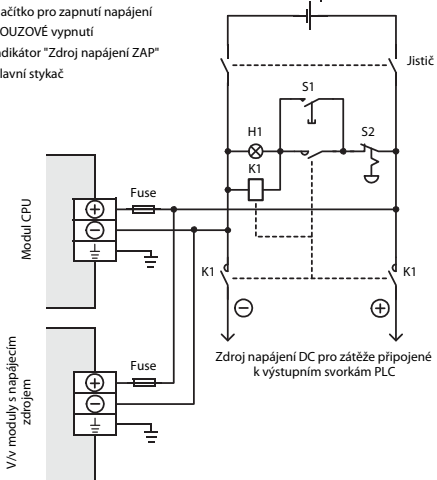 ačítko pro zapnutí napájení
OUZOVÉ vypnutí
ndikátor "Zdroj napájení ZAP"
lavní stykač
Jistič
S1
H1
S2
K1
Fuse
Modul CPU
K1
K1
Zdroj napájení DC pro zátěže připojené
k výstupním svorkám PLC
Fuse
V/v moduly s napájecím
zdrojem